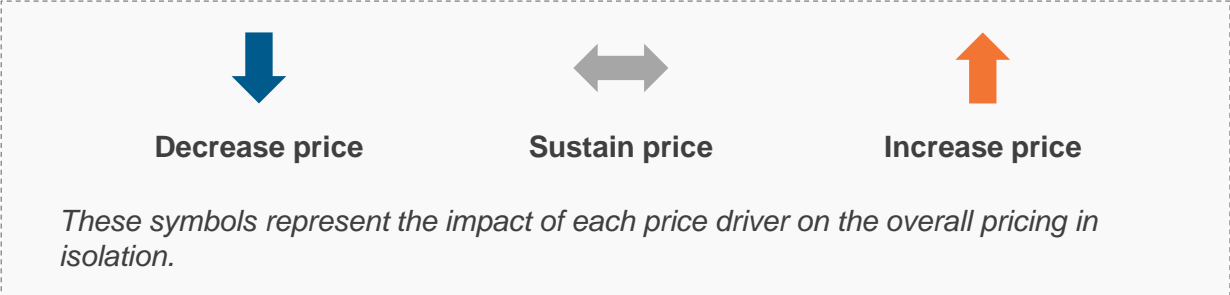 Decrease price
Sustain price
Increase price
These symbols represent the impact of each price driver on the overall pricing in
isolation.